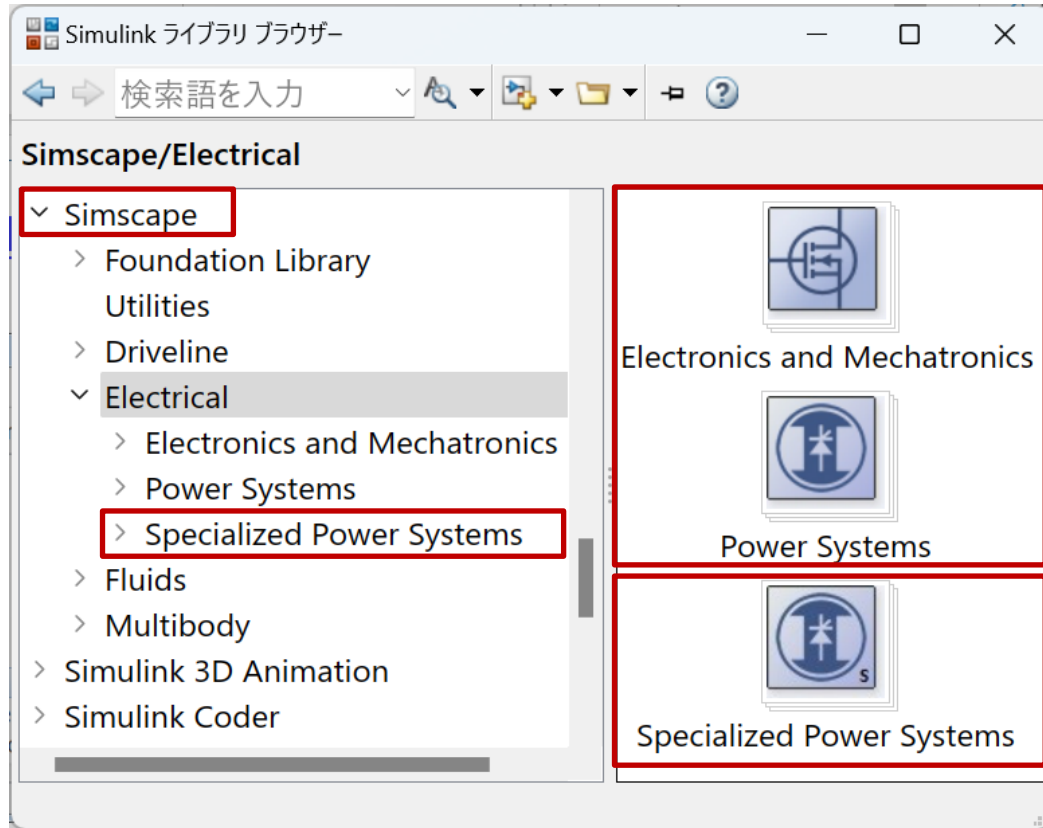 Simulink ライブラリ ブラウザー
検索語を入力
Simscape/Electrical
Simscape
Foundation Library
Utilities
Driveline
Electrical
Electronics and Mechatronics
Power Systems
Specialized Power Systems
Fluids
Multibody
Simulink 3D Animation
Simulink Coder
Electronics and Mechatronics
Power Systems
S
Specialized Power Systems